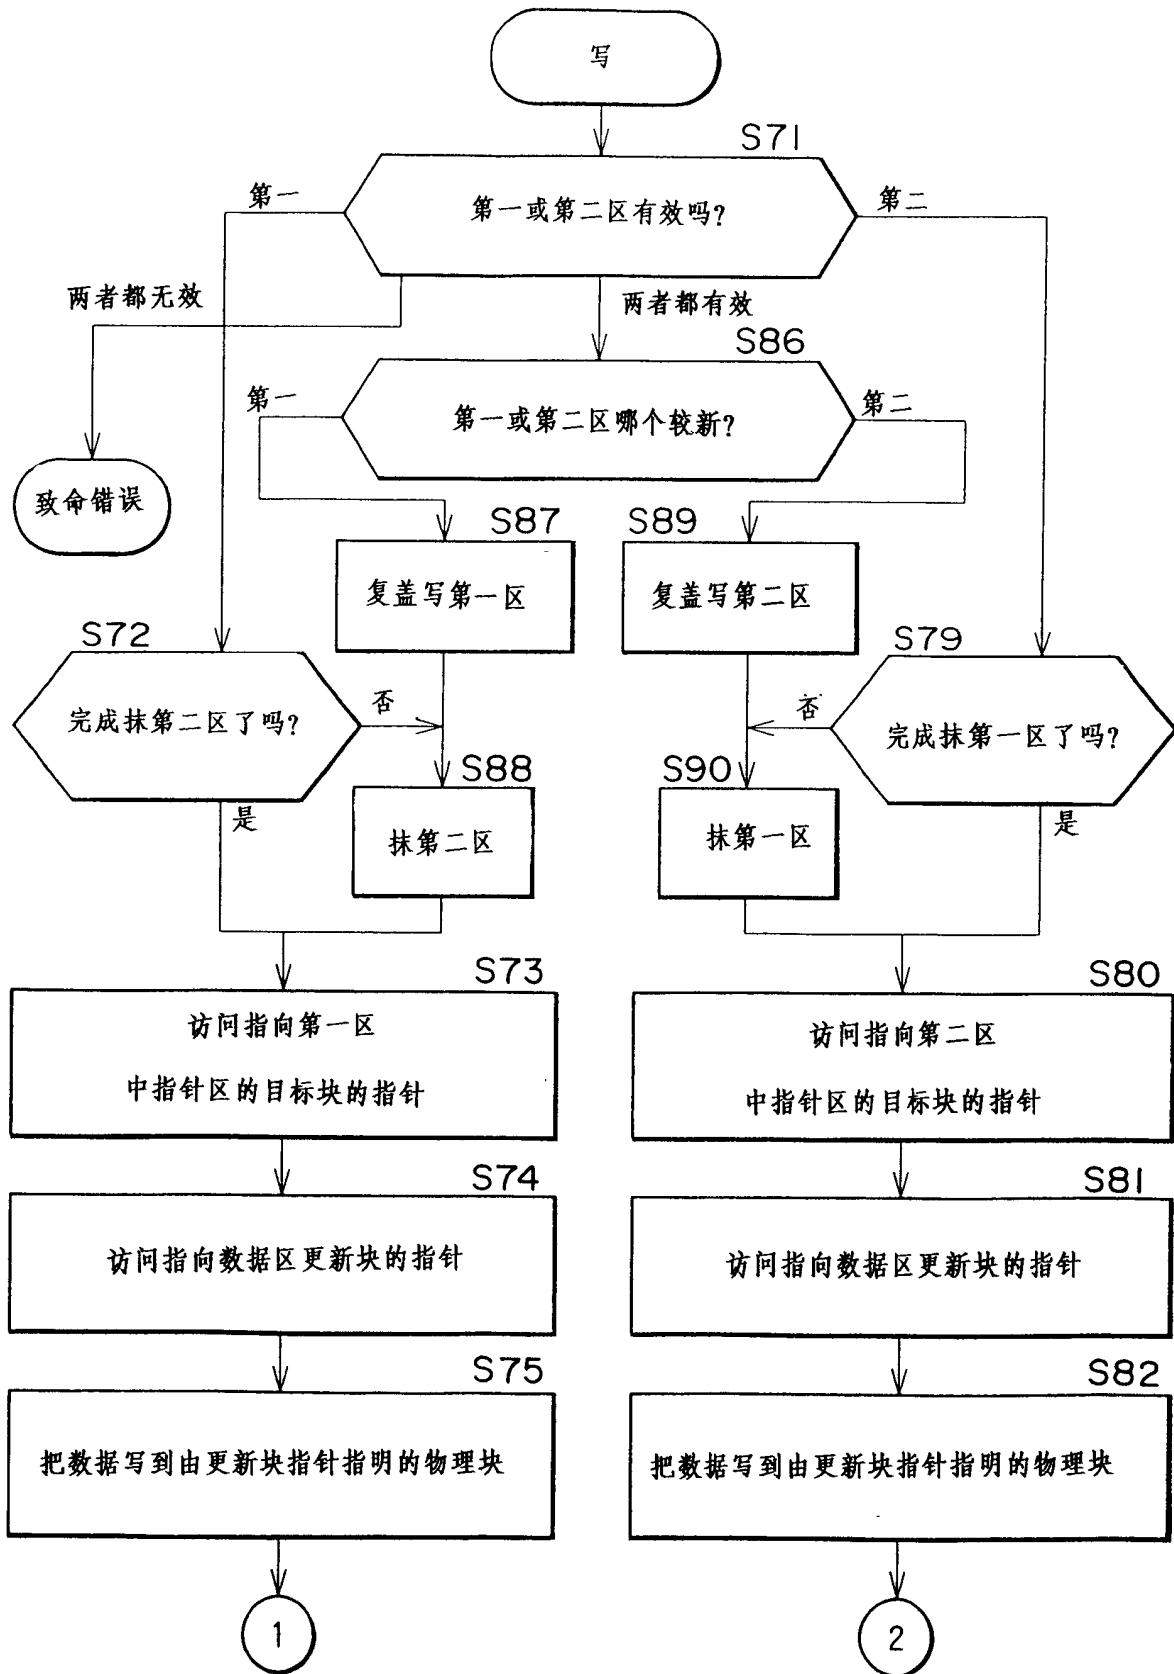 写
S71
第一
第一或第二区有效吗?
第二
两者都无效
两者都有效
S86
第一
第一或第二区哪个较新?
第二
致命错误
S87
S89
复盖写第一区
复盖写第二区
S72
S79
完成抹第二区了吗?
否
否
完成抹第一区了吗?
S88
S90
是
抹第二区
抹第一区
是
S73
S80
访问指向第一区
中指针区的目标块的指针
访问指向第二区
中指针区的目标块的指针
S74
S81
访问指向数据区更新块的指针
访问指向数据区更新块的指针
S75
S82
把数据写到由更新块指针指明的物理块
把数据写到由更新块指针指明的物理块
1
2